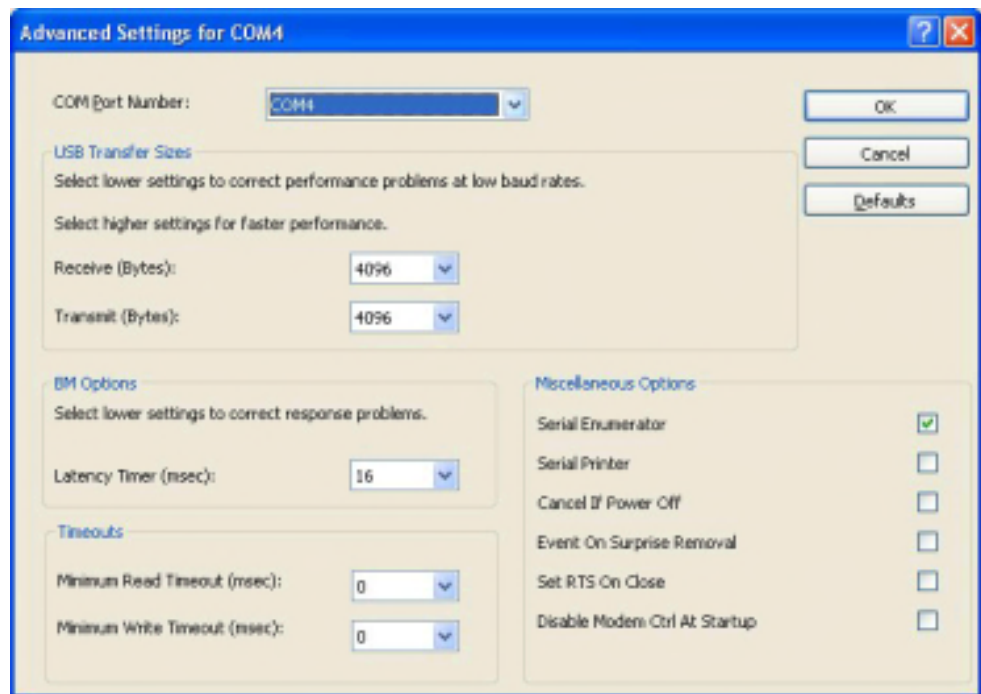 Advanced Settings for COM4
COM Port Number:
COM4
OK
USB Transfer Sizes
Cancel
Select lower settings to correct performance problems at low baud rates.
Defaults
Select higher settings for faster performance.
Receive (Bytes):
4096
Transmit (Bytes):
4096
BM Options
Select lower settings to correct response problems.
Latency Timer (msec):
16
Timeouts
Minimum Read Timeout (msec):
0
Minimum Write Timeout (msec):
0
Miscellaneous Options
Serial Enumerator
Serial Printer
Cancel If Power Off
Event On Surprise Removal
Set RTS On Close
Disable Modem Ctrl At Startup